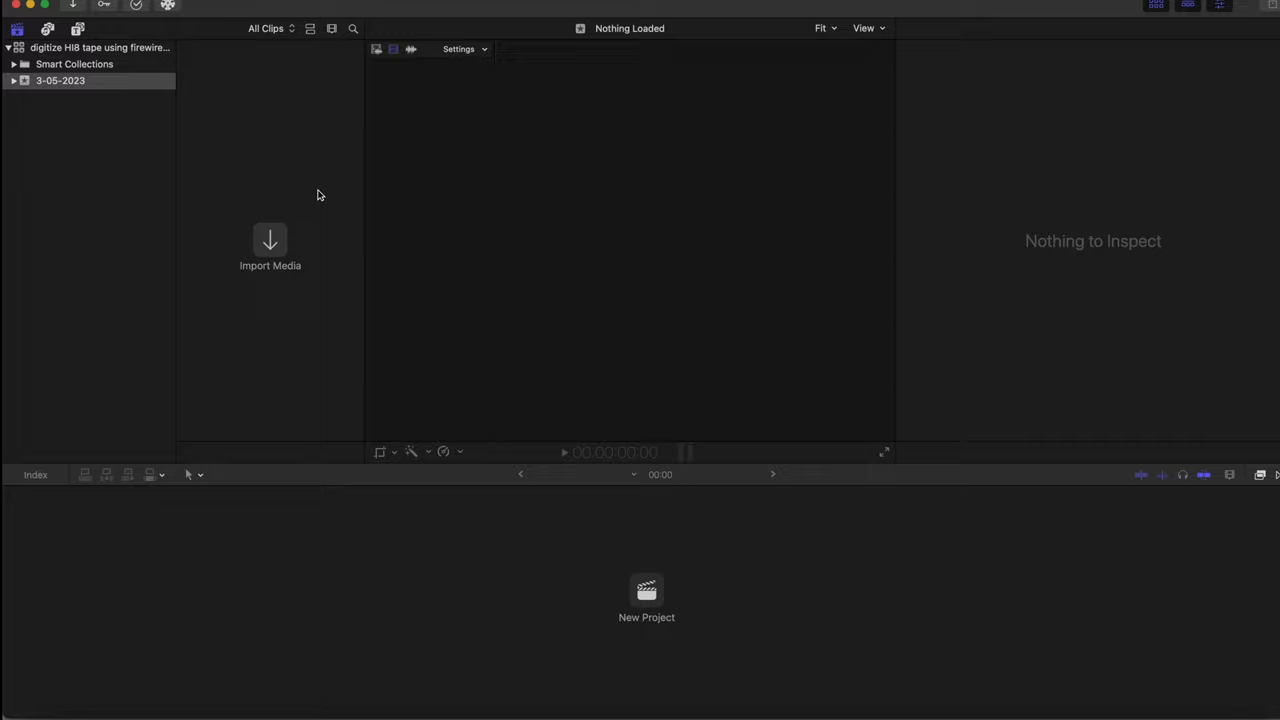 All Clips
Nothing Loaded
Fit
View
digitize HI8 tape using firewire...
Settings
Smart Collections
3-05-2023
Import Media
Nothing to Inspect
00:00:00:00
Index
00:00
New Project